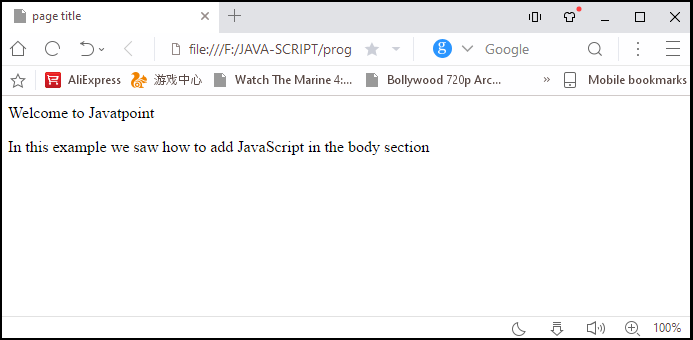 page title
file:///F:/JAVA-SCRIPT/prog
g Google
AliExpress 游戏中心 Watch The Marine 4:... Bollywood 720p Arc... » Mobile bookmarks
Welcome to Javatpoint
In this example we saw how to add JavaScript in the body section
100%